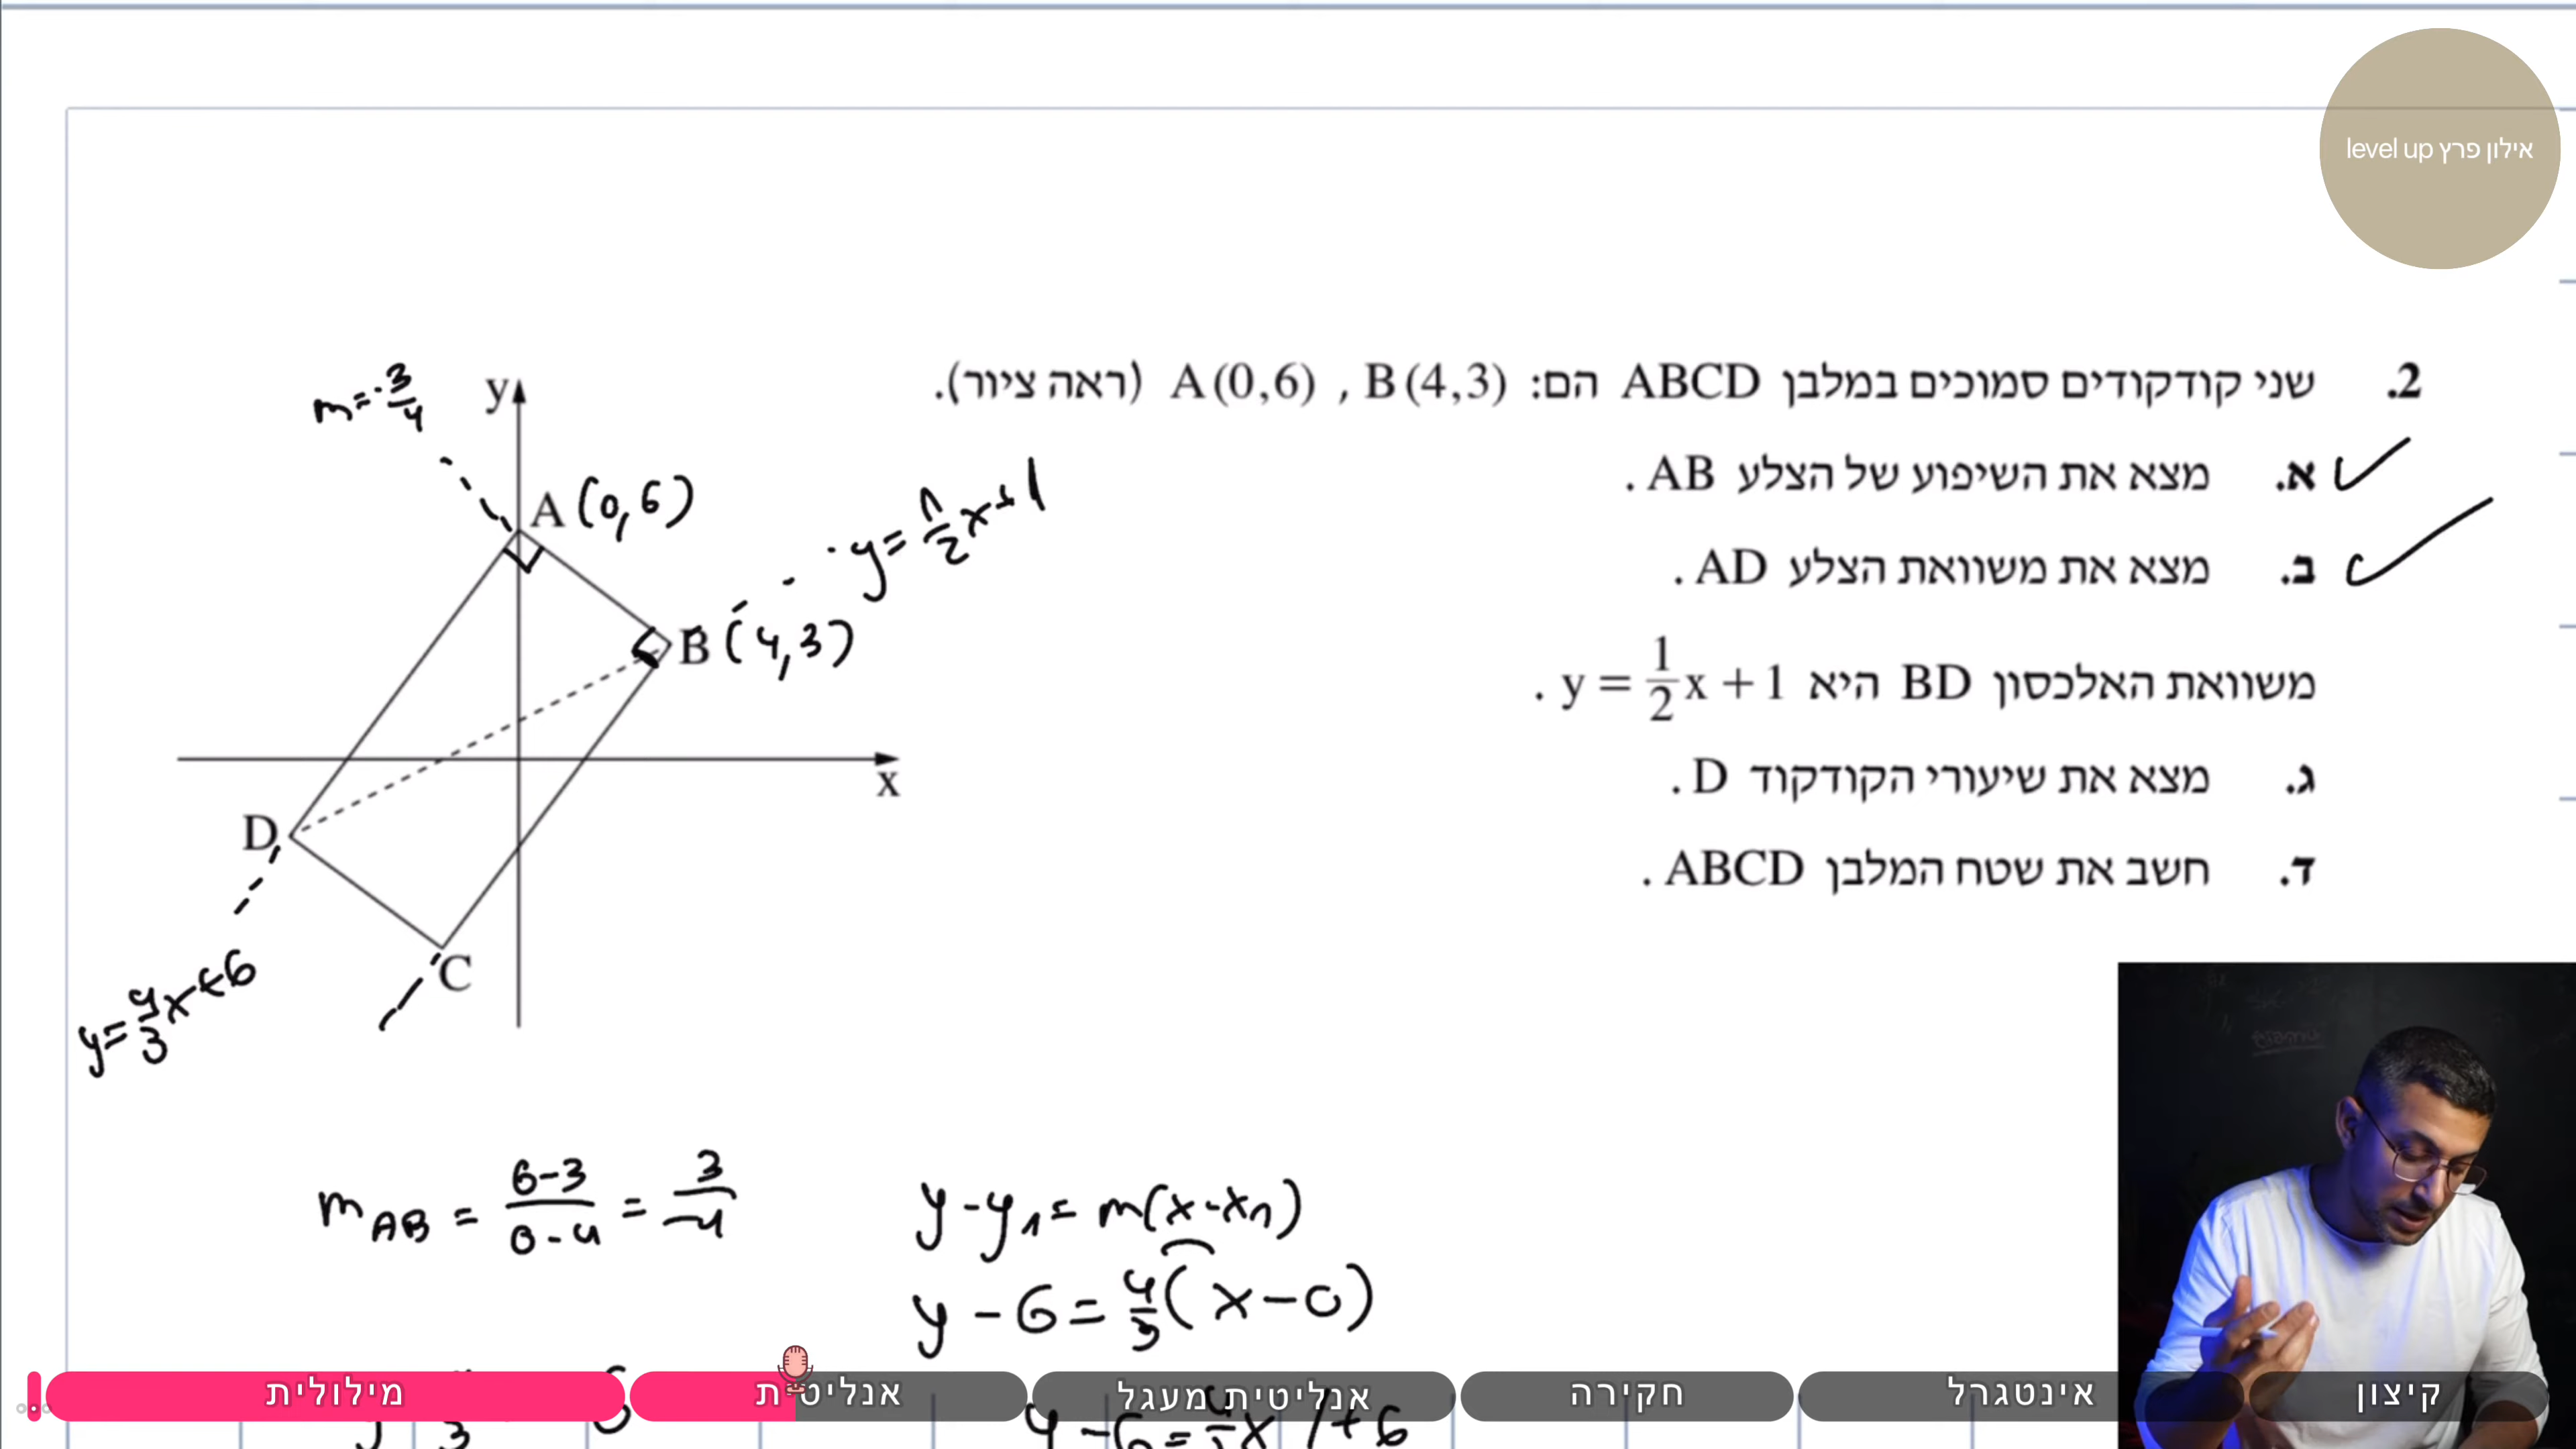 אילון פרץ level up
2. שני קודקודים סמוכים במלבן ABCD הם: A(0,6) , B(4,3) (ראה ציור).
א. מצא את השיפוע של הצלע AB .
ב. מצא את משוואת הצלע AD .
משוואת האלכסון BD היא y = 1/2 x + 1 .
ג. מצא את שיעורי הקודקוד D .
ד. חשב את שטח המלבן ABCD .
m=-3/4
y
A (0,6)
y=1/2x+1
B (4,3)
x
D
C
y=4/3x+6
m AB = 6-3/0-4 = 3/-4
y-y1=m(x-x1)
y-6=4/3(x-0)
מילולית
אנליטית
אנליטית מעגל
חקירה
אינטגרל
קיצון